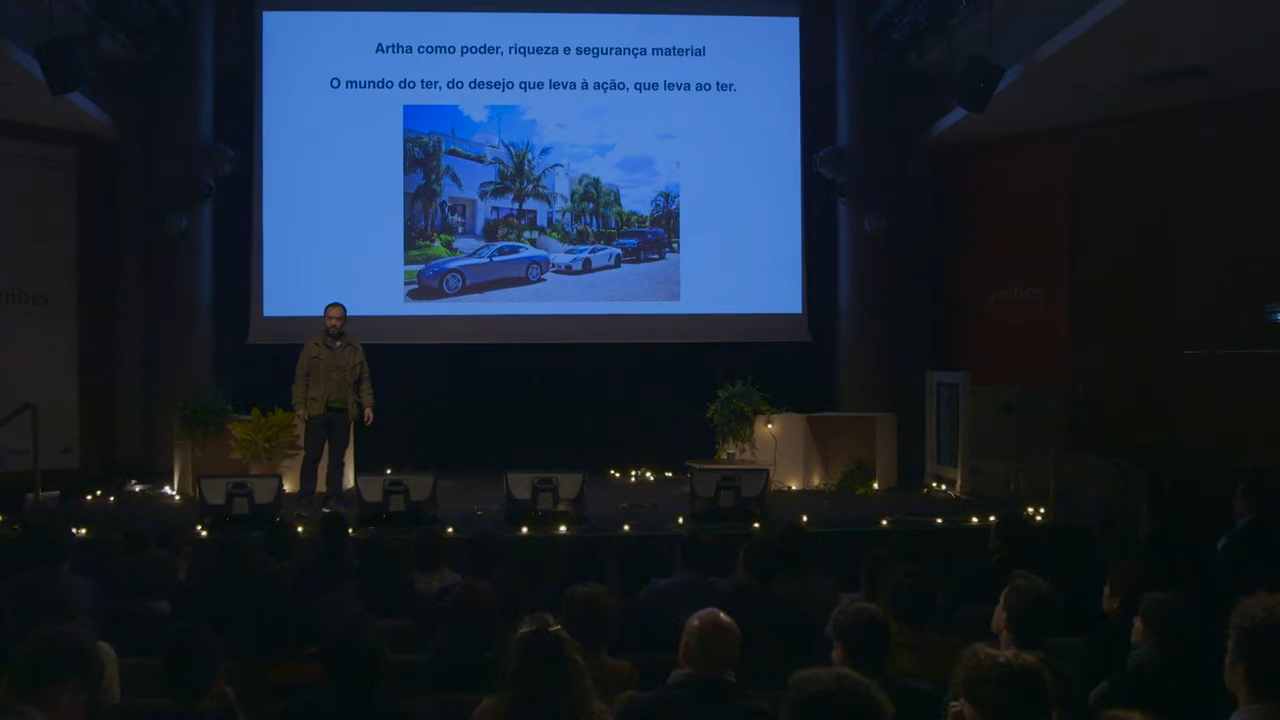 Artha como poder, riqueza e segurança material
O mundo do ter, do desejo que leva à ação, que leva ao ter.